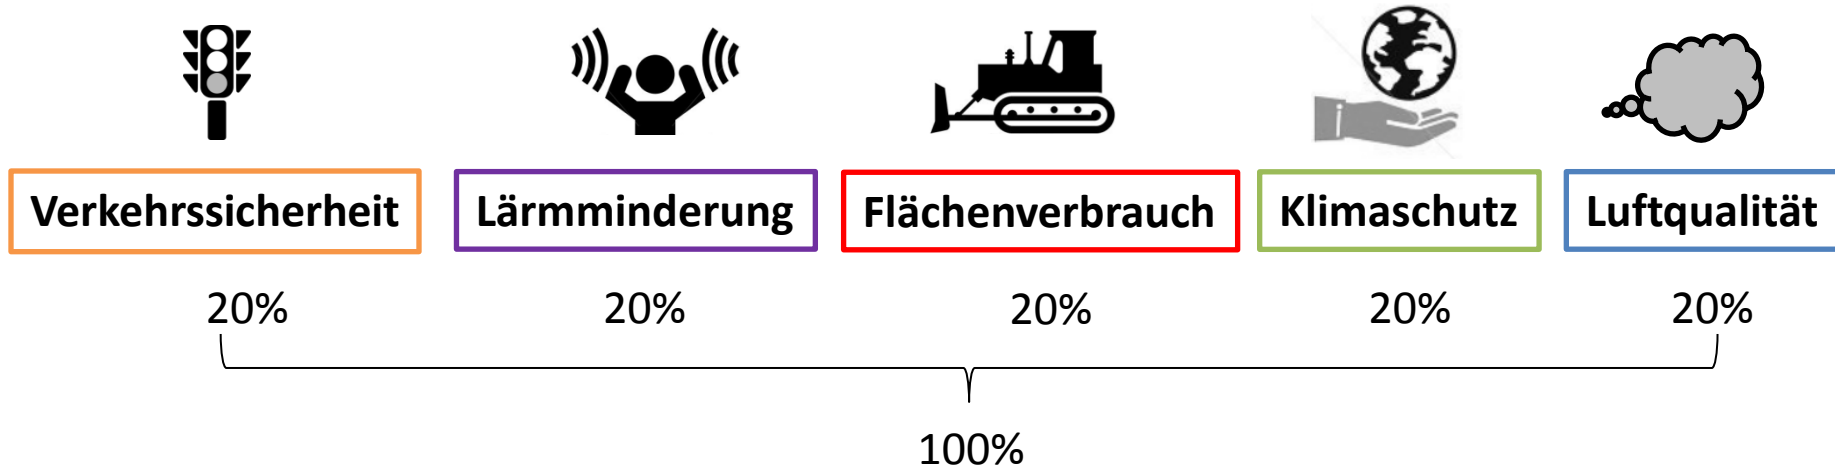 Verkehrssicherheit Lärmminderung Flächenverbrauch Klimaschutz Luftqualität
20% 20% 20% 20% 20%
100%